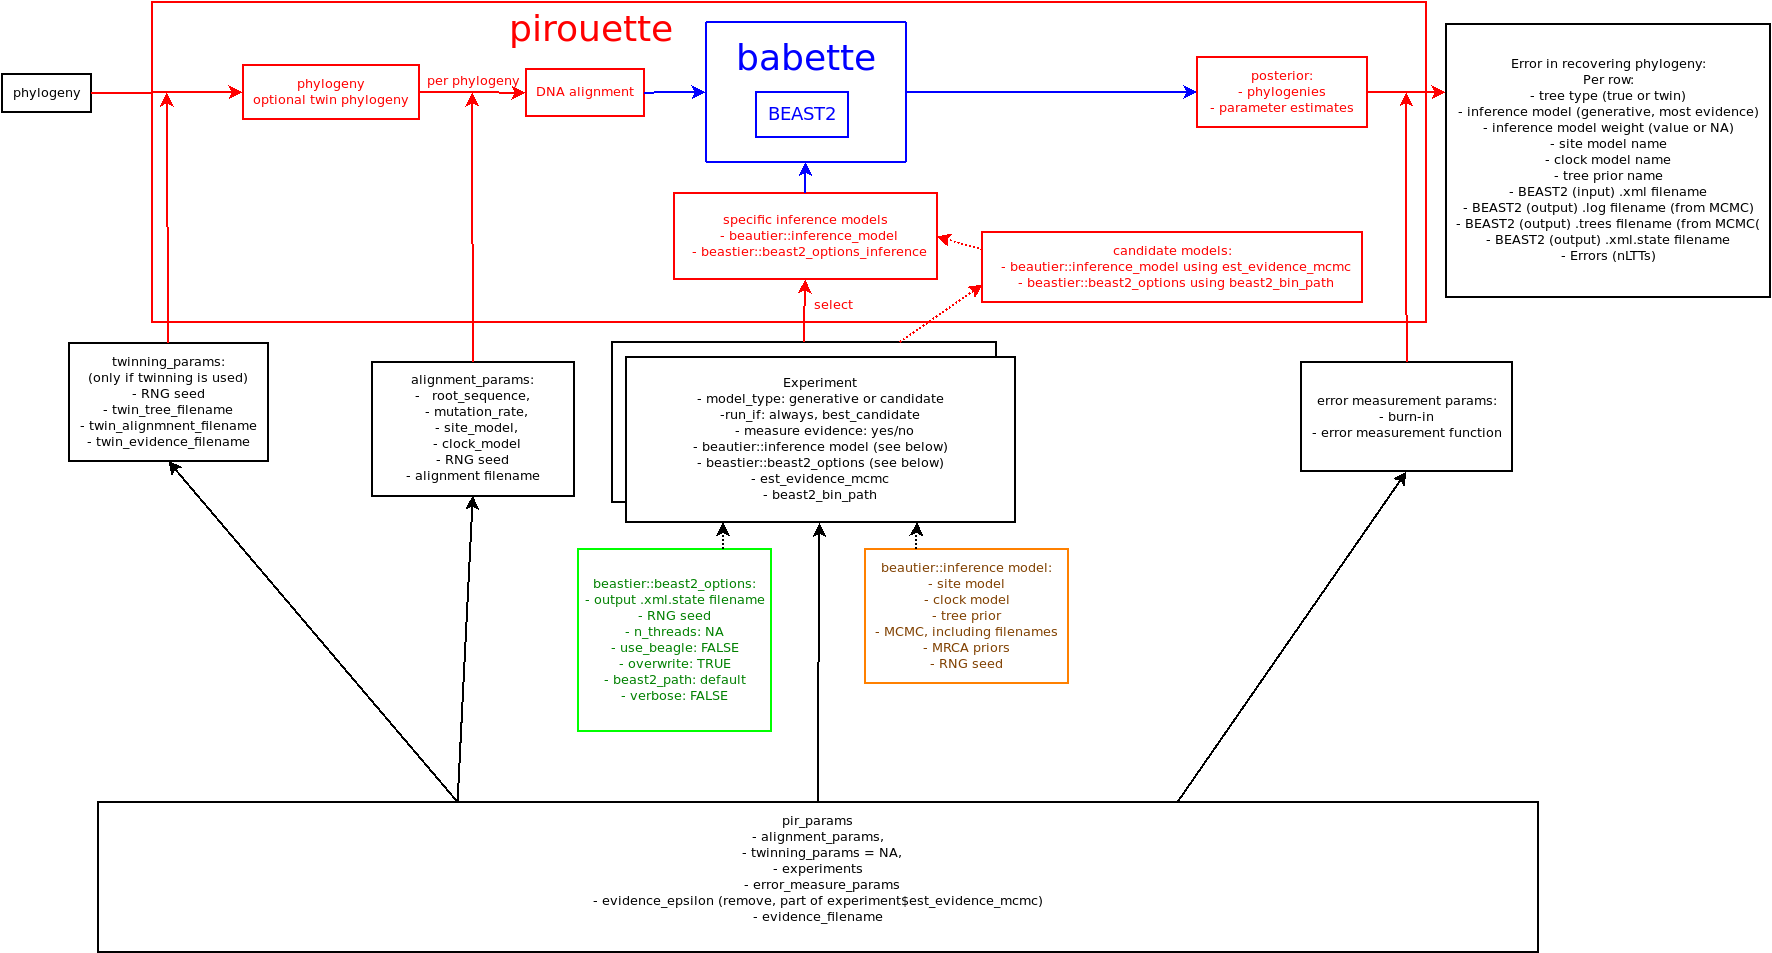 pirouette
babette
BEAST2
phylogeny
phylogeny
optional twin phylogeny
per phylogeny
DNA alignment
posterior:
- phylogenies
- parameter estimates
Error in recovering phylogeny:
Per row:
- tree type (true or twin)
- inference model (generative, most evidence)
- inference model weight (value or NA)
- site model name
- clock model name
- tree prior name
- BEAST2 (input) .xml filename
- BEAST2 (output) .log filename (from MCMC)
- BEAST2 (output) .trees filename (from MCMC(
- BEAST2 (output) .xml.state filename
- Errors (nLTTs)
specific inference models
- beautier::inference_model
- beastier::beast2_options_inference
candidate models:
- beautier::inference_model using est_evidence_mcmc
- beastier::beast2_options using beast2_bin_path
select
twinning_params:
(only if twinning is used)
- RNG seed
- twin_tree_filename
- twin_alignmnent_filename
- twin_evidence_filename
alignment_params:
- root_sequence,
- mutation_rate,
- site_model,
- clock_model
- RNG seed
- alignment filename
Experiment
- model_type: generative or candidate
-run_if: always, best_candidate
- measure evidence: yes/no
- beautier::inference model (see below)
- beastier::beast2_options (see below)
- est_evidence_mcmc
- beast2_bin_path
error measurement params:
- burn-in
- error measurement function
beastier::beast2_options:
- output .xml.state filename
- RNG seed
- n_threads: NA
- use_beagle: FALSE
- overwrite: TRUE
- beast2_path: default
- verbose: FALSE
beautier::inference model:
- site model
- clock model
- tree prior
- MCMC, including filenames
- MRCA priors
- RNG seed
pir_params
- alignment_params,
- twinning_params = NA,
- experiments
- error_measure_params
- evidence_epsilon (remove, part of experiment$est_evidence_mcmc)
- evidence_filename